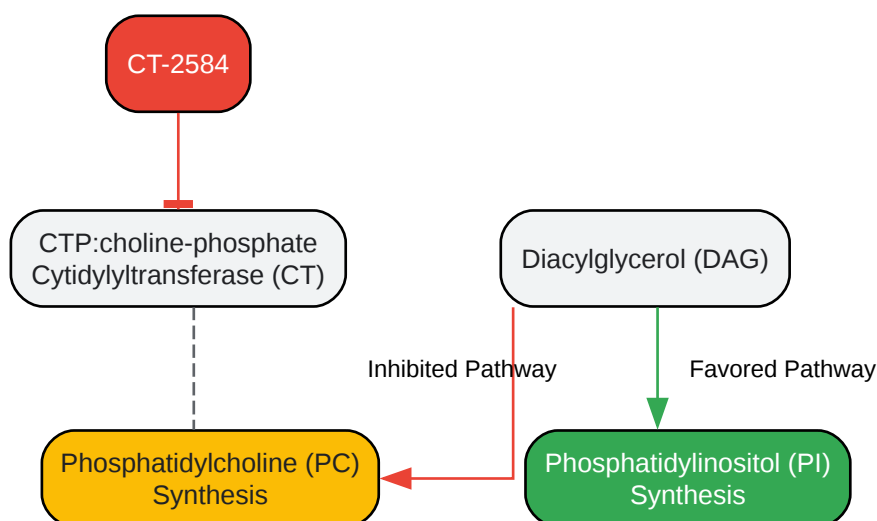 CT-2584
CTP:choline-phosphate
Cytidylyltransferase (CT)
Diacylglycerol (DAG)
Inhibited Pathway
Favored Pathway
Phosphatidylcholine (PC)
Synthesis
Phosphatidylinositol (PI)
Synthesis